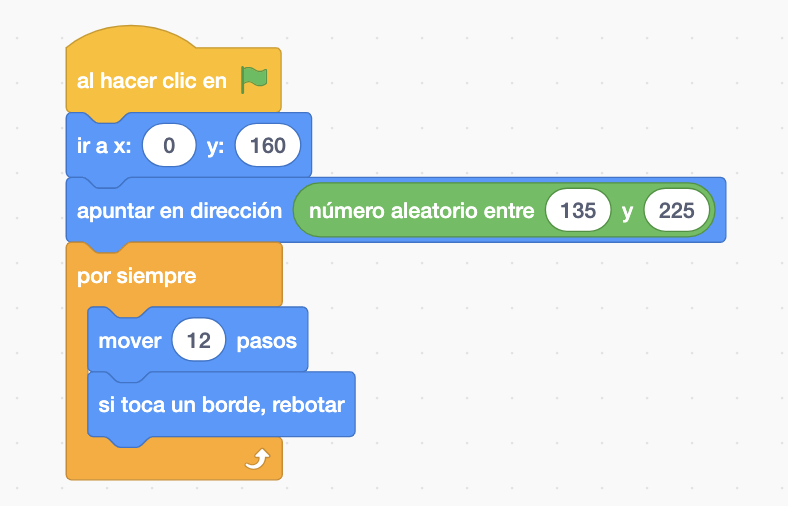 al hacer clic en
ir a x: 0 y: 160
apuntar en dirección número aleatorio entre 135 y 225
por siempre
mover 12 pasos
si toca un borde, rebotar